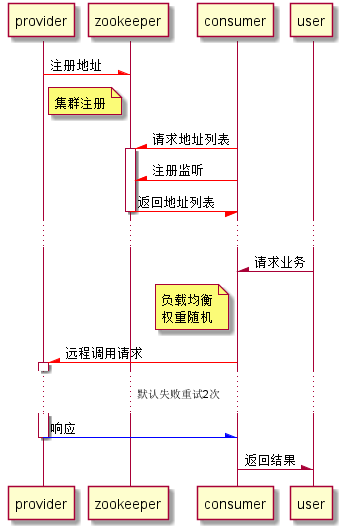 provider zookeeper consumer user
注册地址
集群注册
请求地址列表
注册监听
返回地址列表
请求业务
负载均衡
权重随机
远程调用请求
默认失败重试2次
响应
返回结果
provider zookeeper consumer user